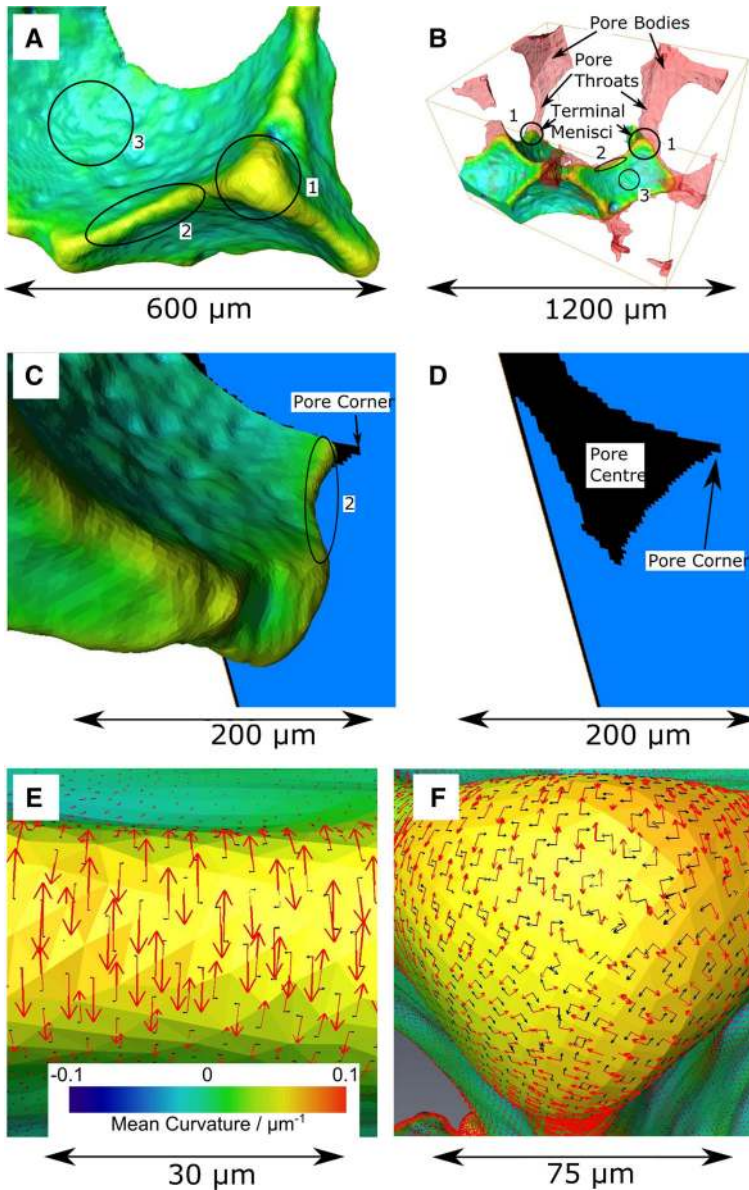 A
1
2
3
600 μm
B
Pore Bodies
Pore
Throats
1
Terminal
Menisci
1
2
3
1200 μm
C
Pore Corner
2
200 μm
D
Pore
Centre
Pore Corner
200 μm
E
-0.1
0
0.1
Mean Curvature / μm⁻¹
30 μm
F
75 μm